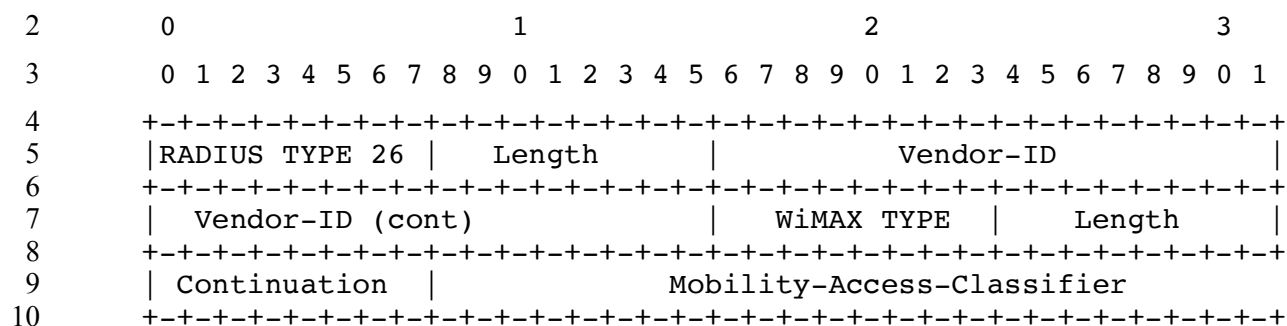 2 0 1 2 3
3 0 1 2 3 4 5 6 7 8 9 0 1 2 3 4 5 6 7 8 9 0 1 2 3 4 5 6 7 8 9 0 1
4 +-+-+-+-+-+-+-+-+-+-+-+-+-+-+-+-+-+-+-+-+-+-+-+-+-+-+-+-+-+-+-+-+
5 |RADIUS TYPE 26 | Length | Vendor-ID |
6 +-+-+-+-+-+-+-+-+-+-+-+-+-+-+-+-+-+-+-+-+-+-+-+-+-+-+-+-+-+-+-+-+
7 | Vendor-ID (cont) | WiMAX TYPE | Length |
8 +-+-+-+-+-+-+-+-+-+-+-+-+-+-+-+-+-+-+-+-+-+-+-+-+-+-+-+-+-+-+-+-+
9 | Continuation | Mobility-Access-Classifier
10 +-+-+-+-+-+-+-+-+-+-+-+-+-+-+-+-+-+-+-+-+-+-+-+-+-+-+-+-+-+-+-+-+